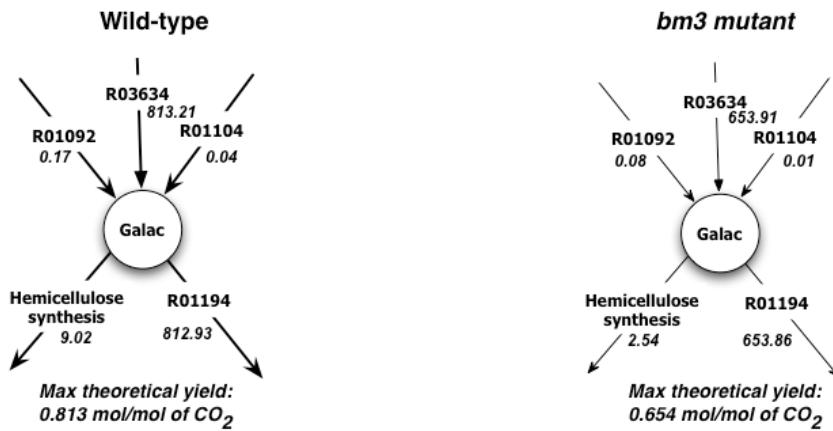 Wild-type
R03634
813.21
R01092
0.17
R01104
0.04
Galac
Hemicellulose
synthesis
9.02
R01194
812.93
Max theoretical yield:
0.813 mol/mol of CO2
bm3 mutant
R03634
653.91
R01092
0.08
R01104
0.01
Galac
Hemicellulose
synthesis
2.54
R01194
653.86
Max theoretical yield:
0.654 mol/mol of CO2